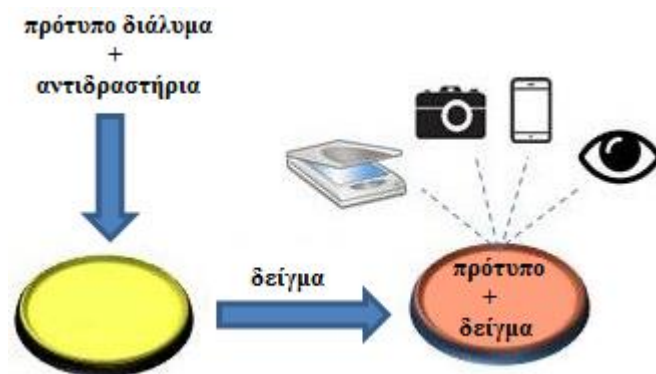 πρότυπο διάλυμα
+
αντιδραστήρια
δείγμα
πρότυπο
+
δείγμα